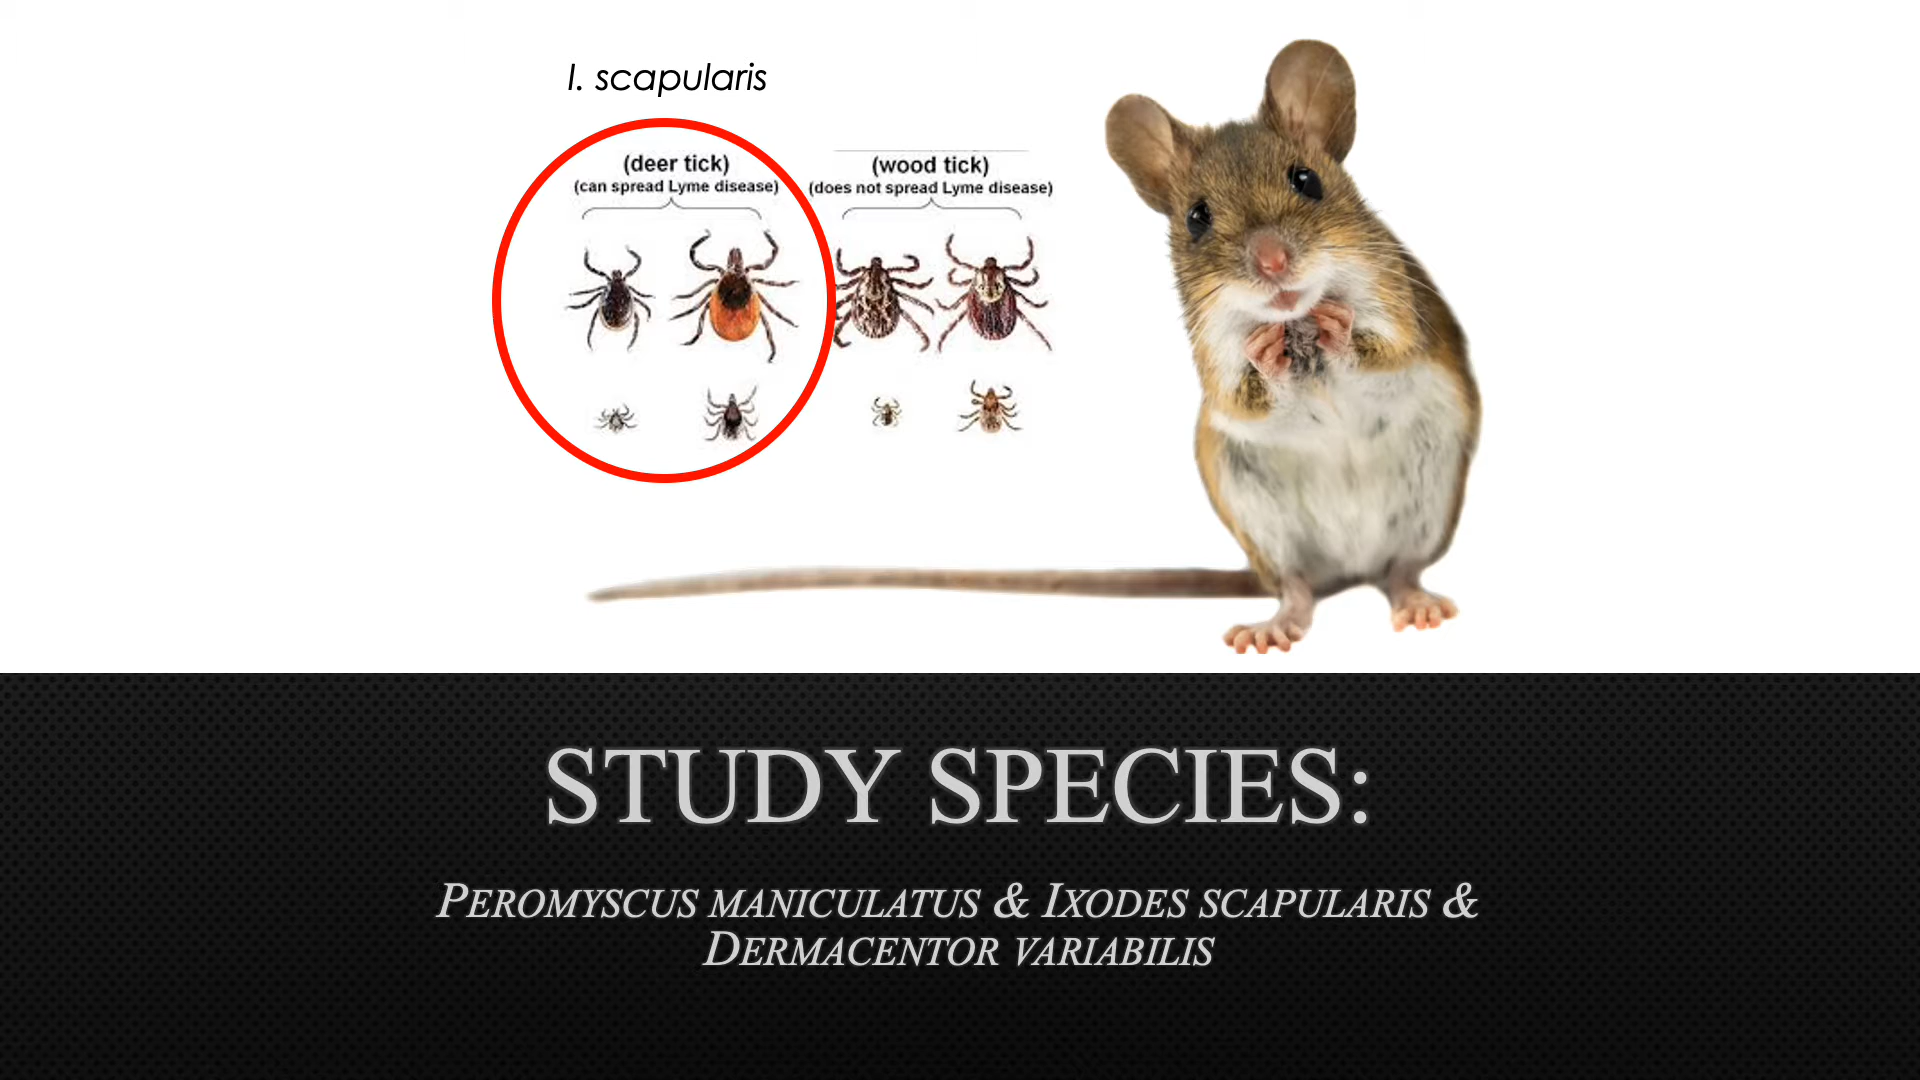 I. scapularis
(deer tick)
(can spread Lyme disease)
(wood tick)
(does not spread Lyme disease)
STUDY SPECIES:
PEROMYSCUS MANICULATUS & IXODES SCAPULARIS &
DERMACENTOR VARIABILIS